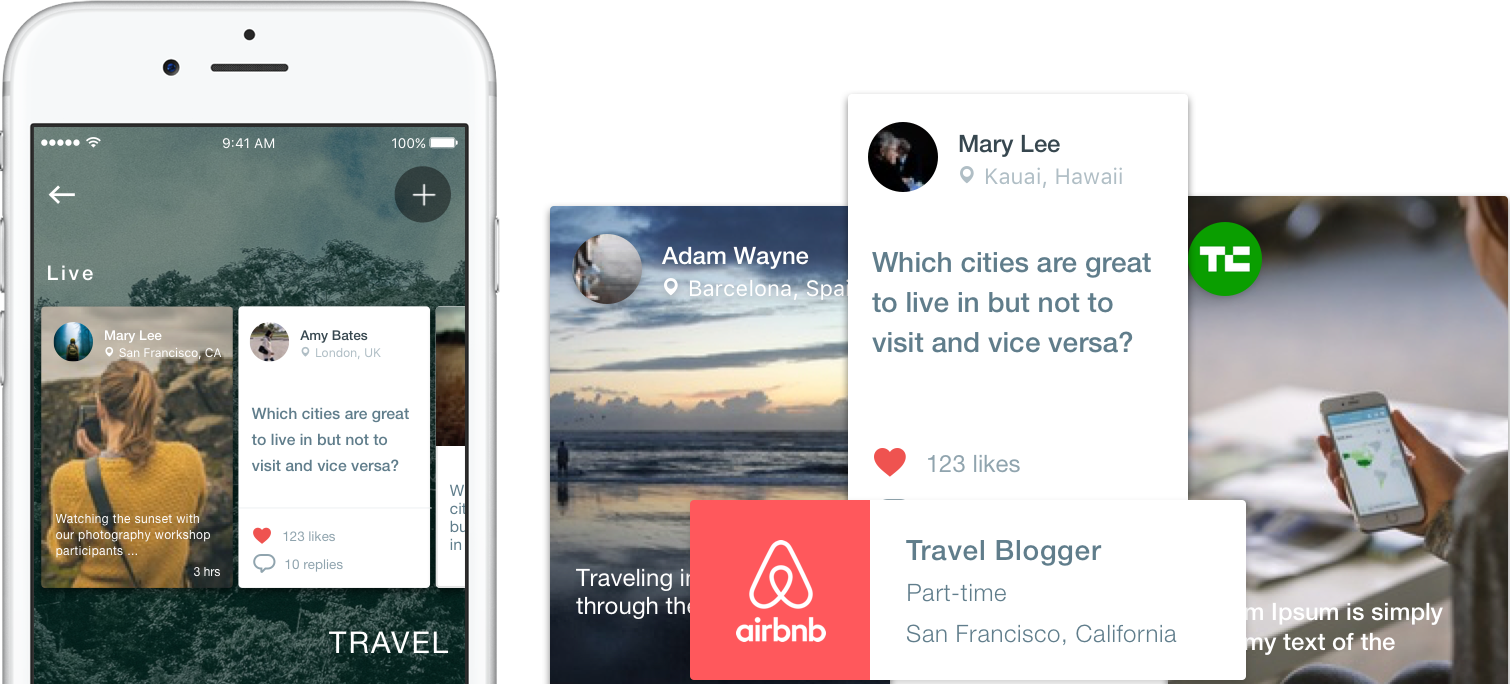 9:41 AM
100%
Live
Mary Lee
San Francisco, CA
Watching the sunset with
our photography workshop
participants ...
3 hrs
Amy Bates
London, UK
Which cities are great
to live in but not to
visit and vice versa?
123 likes
10 replies
W
cit
bu
in
TRAVEL
Adam Wayne
Barcelona, Spai
Traveling i
through the
Mary Lee
Kauai, Hawaii
Which cities are great
to live in but not to
visit and vice versa?
123 likes
airbnb
Travel Blogger
Part-time
San Francisco, California
TC
m Ipsum is simply
my text of the